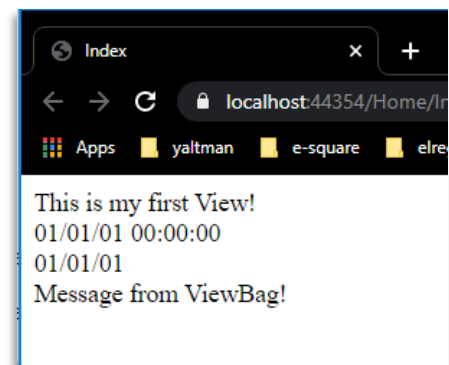 Index
localhost:44354/Home/In
Apps yaltman e-square elre
This is my first View!
01/01/01 00:00:00
01/01/01
Message from ViewBag!